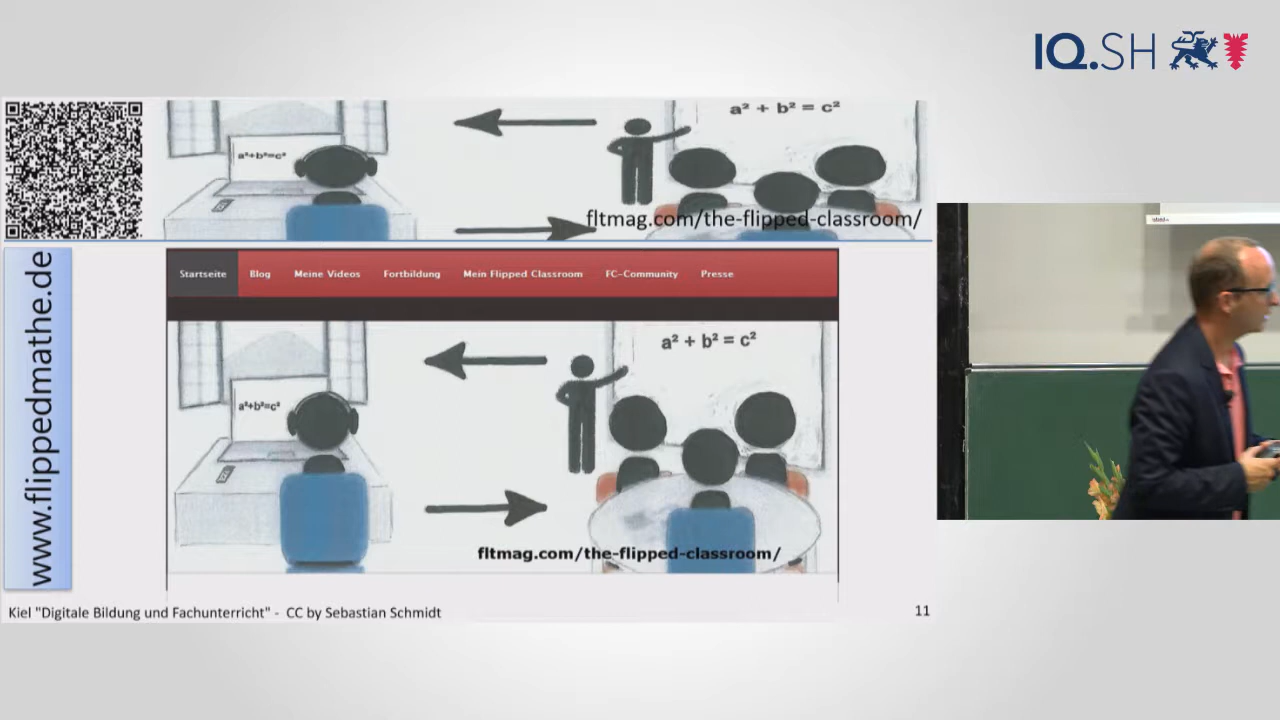 IQ.SH
a² + b² = c²
a²+b²=c²
fltmag.com/the-flipped-classroom/
www.flippedmathe.de
Startseite Blog Meine Videos Fortbildung Mein Flipped Classroom FC-Community Presse
a² + b² = c²
a²+b²=c²
fltmag.com/the-flipped-classroom/
Kiel "Digitale Bildung und Fachunterricht" - CC by Sebastian Schmidt
11